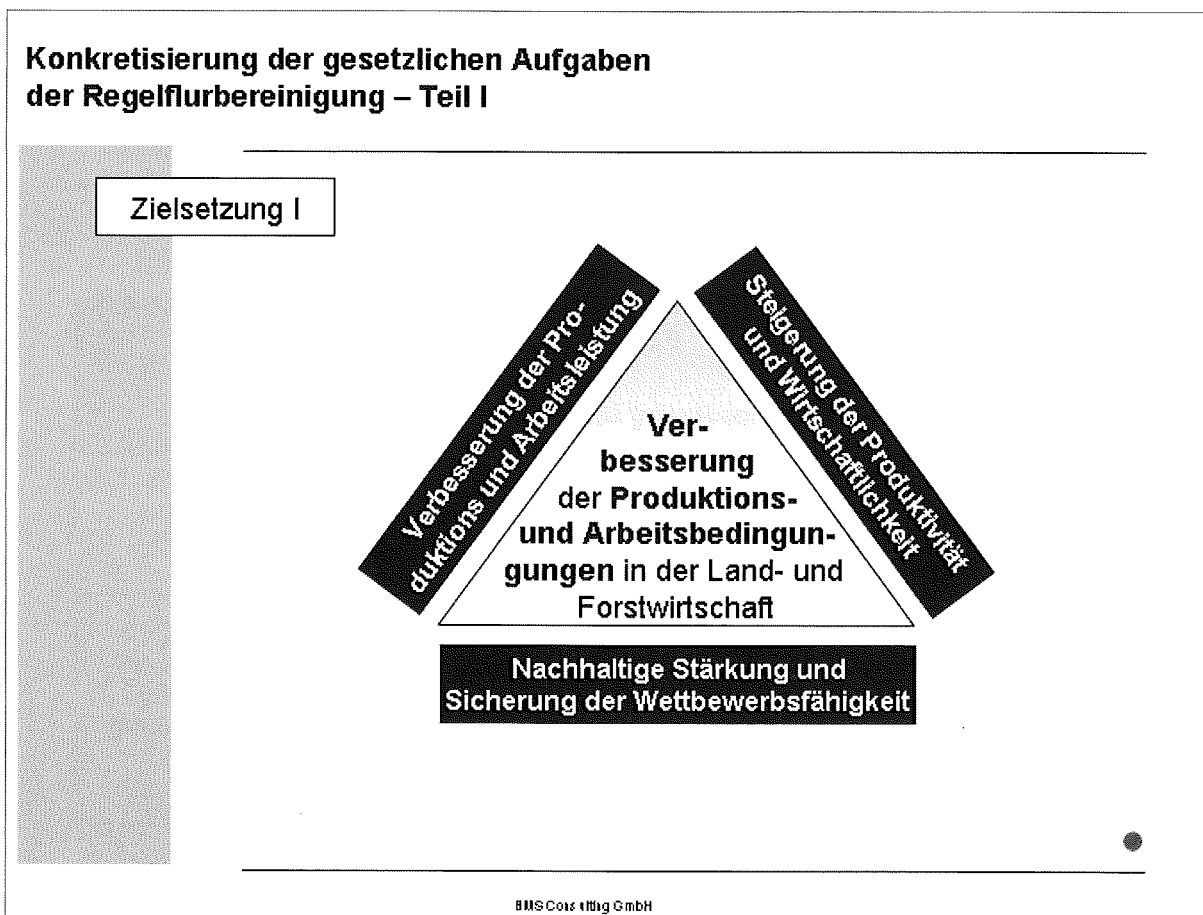 Konkretisierung der gesetzlichen Aufgaben
der Regelflurbereinigung – Teil I
Zielsetzung I
Verbesserung der Pro-
duktions und Arbeitsleistung
Steigerung der Produktivität
und Wirtschaftlichkeit
Ver-
besserung
der Produktions-
und Arbeitsbedingun-
gungen in der Land- und
Forstwirtschaft
Nachhaltige Stärkung und
Sicherung der Wettbewerbsfähigkeit
BMS Consulting GmbH